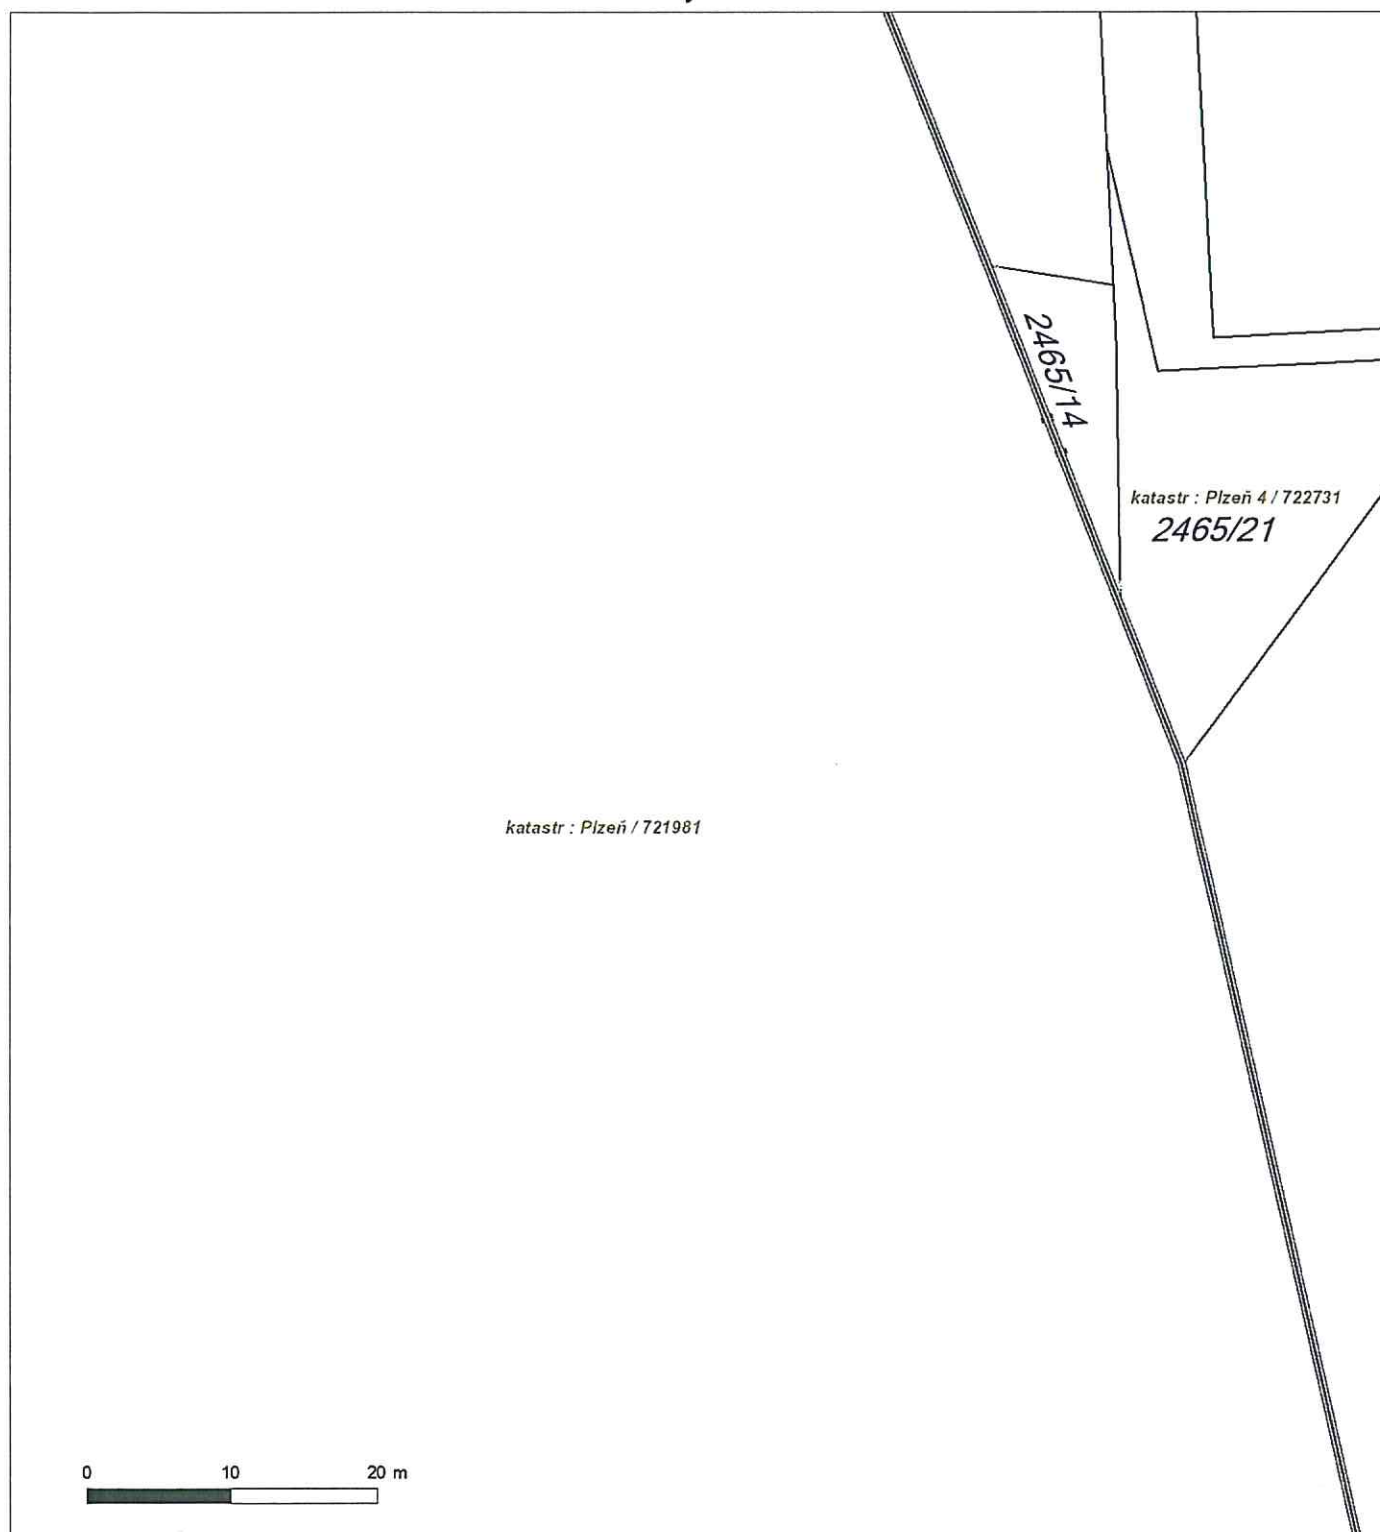 2465/14
katastr : Plzeň 4 / 722731
2465/21
katastr : Plzeň / 721981
0 10 20 m